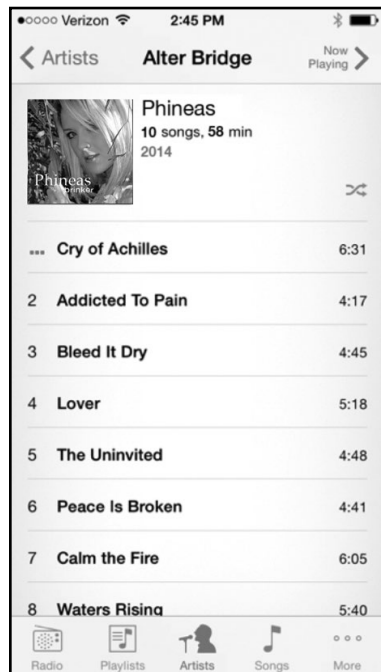 Verizon 2:45 PM
Artists Alter Bridge Now Playing
Phineas
10 songs, 58 min
2014
Phineas
brinker
Cry of Achilles 6:31
2 Addicted To Pain 4:17
3 Bleed It Dry 4:45
4 Lover 5:18
5 The Uninvited 4:48
6 Peace Is Broken 4:41
7 Calm the Fire 6:05
8 Waters Rising 5:40
Radio Playlists Artists Songs More